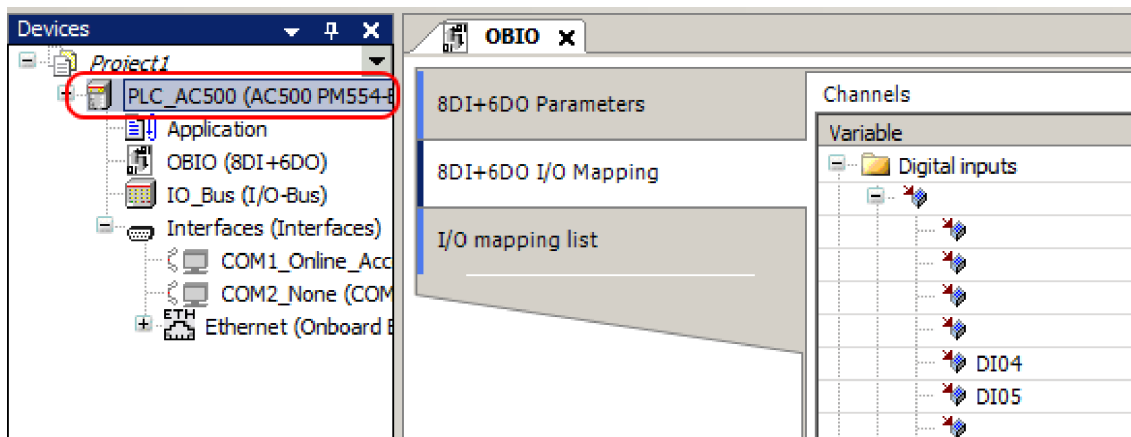 Devices
Project1
PLC_AC500 (AC500 PM554-E
Application
OBIO (8DI+6DO)
IO_Bus (I/O-Bus)
Interfaces (Interfaces)
COM1_Online_Acc
COM2_None (COM
ETH
Ethernet (Onboard E
OBIO
8DI+6DO Parameters
8DI+6DO I/O Mapping
I/O mapping list
Channels
Variable
Digital inputs
DI04
DI05